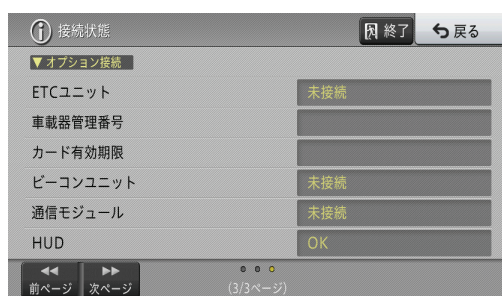 接続状態
終了
戻る
▼オプション接続
ETCユニット 未接続
車載器管理番号
カード有効期限
ビーコンユニット 未接続
通信モジュール 未接続
HUD OK
前ページ 次ページ (3/3ページ)